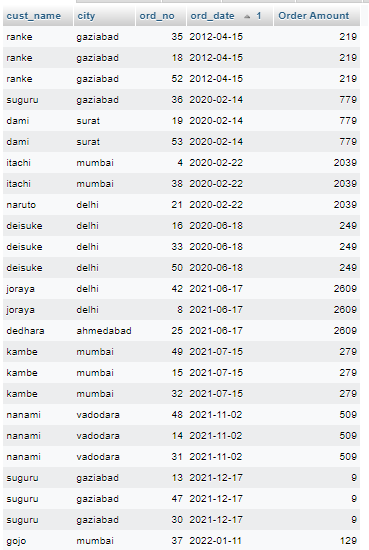 cust_name city ord_no ord_date 1 Order Amount
ranke gaziabad 35 2012-04-15 219
ranke gaziabad 18 2012-04-15 219
ranke gaziabad 52 2012-04-15 219
suguru gaziabad 36 2020-02-14 779
dami surat 19 2020-02-14 779
dami surat 53 2020-02-14 779
itachi mumbai 4 2020-02-22 2039
itachi mumbai 38 2020-02-22 2039
naruto delhi 21 2020-02-22 2039
deisuke delhi 16 2020-06-18 249
deisuke delhi 33 2020-06-18 249
deisuke delhi 50 2020-06-18 249
joraya delhi 42 2021-06-17 2609
joraya delhi 8 2021-06-17 2609
dedhara ahmedabad 25 2021-06-17 2609
kambe mumbai 49 2021-07-15 279
kambe mumbai 15 2021-07-15 279
kambe mumbai 32 2021-07-15 279
nanami vadodara 48 2021-11-02 509
nanami vadodara 14 2021-11-02 509
nanami vadodara 31 2021-11-02 509
suguru gaziabad 13 2021-12-17 9
suguru gaziabad 47 2021-12-17 9
suguru gaziabad 30 2021-12-17 9
gojo mumbai 37 2022-01-11 129